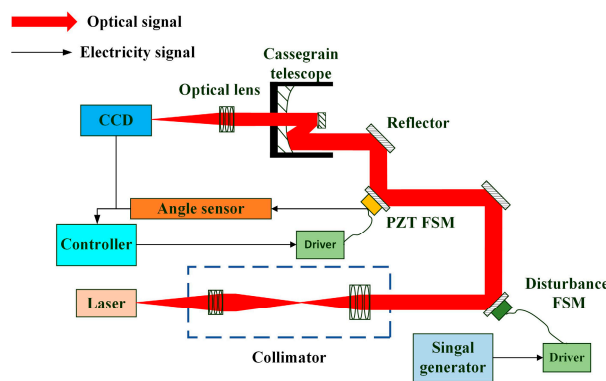 Optical signal
Electricity signal
Cassegrain
telescope
Optical lens
CCD
Reflector
Angle sensor
PZT FSM
Controller
Driver
Disturbance
FSM
Laser
Collimator
Singal
generator
Driver